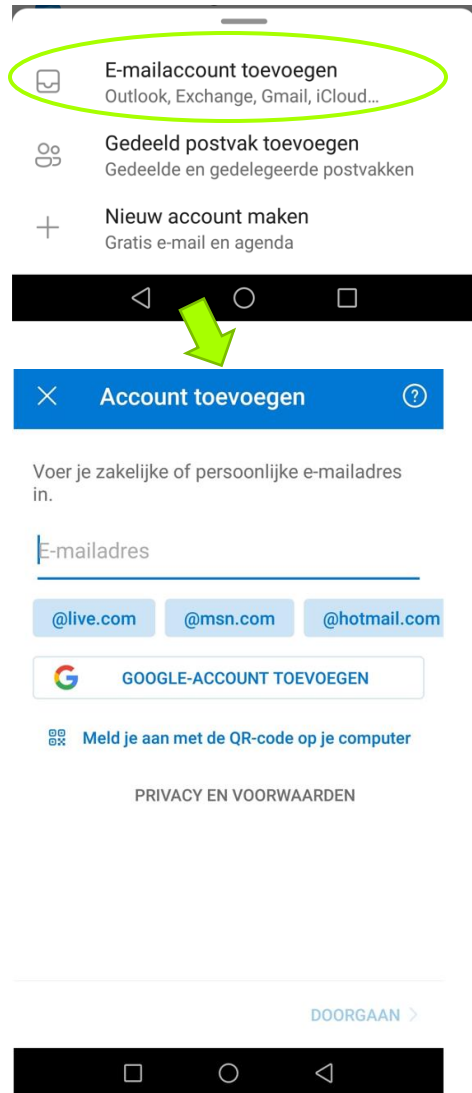 E-mailaccount toevoegen
Outlook, Exchange, Gmail, iCloud...
Gedeeld postvak toevoegen
Gedeelde en gedelegeerde postvakken
Nieuw account maken
Gratis e-mail en agenda
Account toevoegen
Voer je zakelijke of persoonlijke e-mailadres
in.
E-mailadres
@live.com @msn.com @hotmail.com
GOOGLE-ACCOUNT TOEVOEGEN
Meld je aan met de QR-code op je computer
PRIVACY EN VOORWAARDEN
DOORGAAN